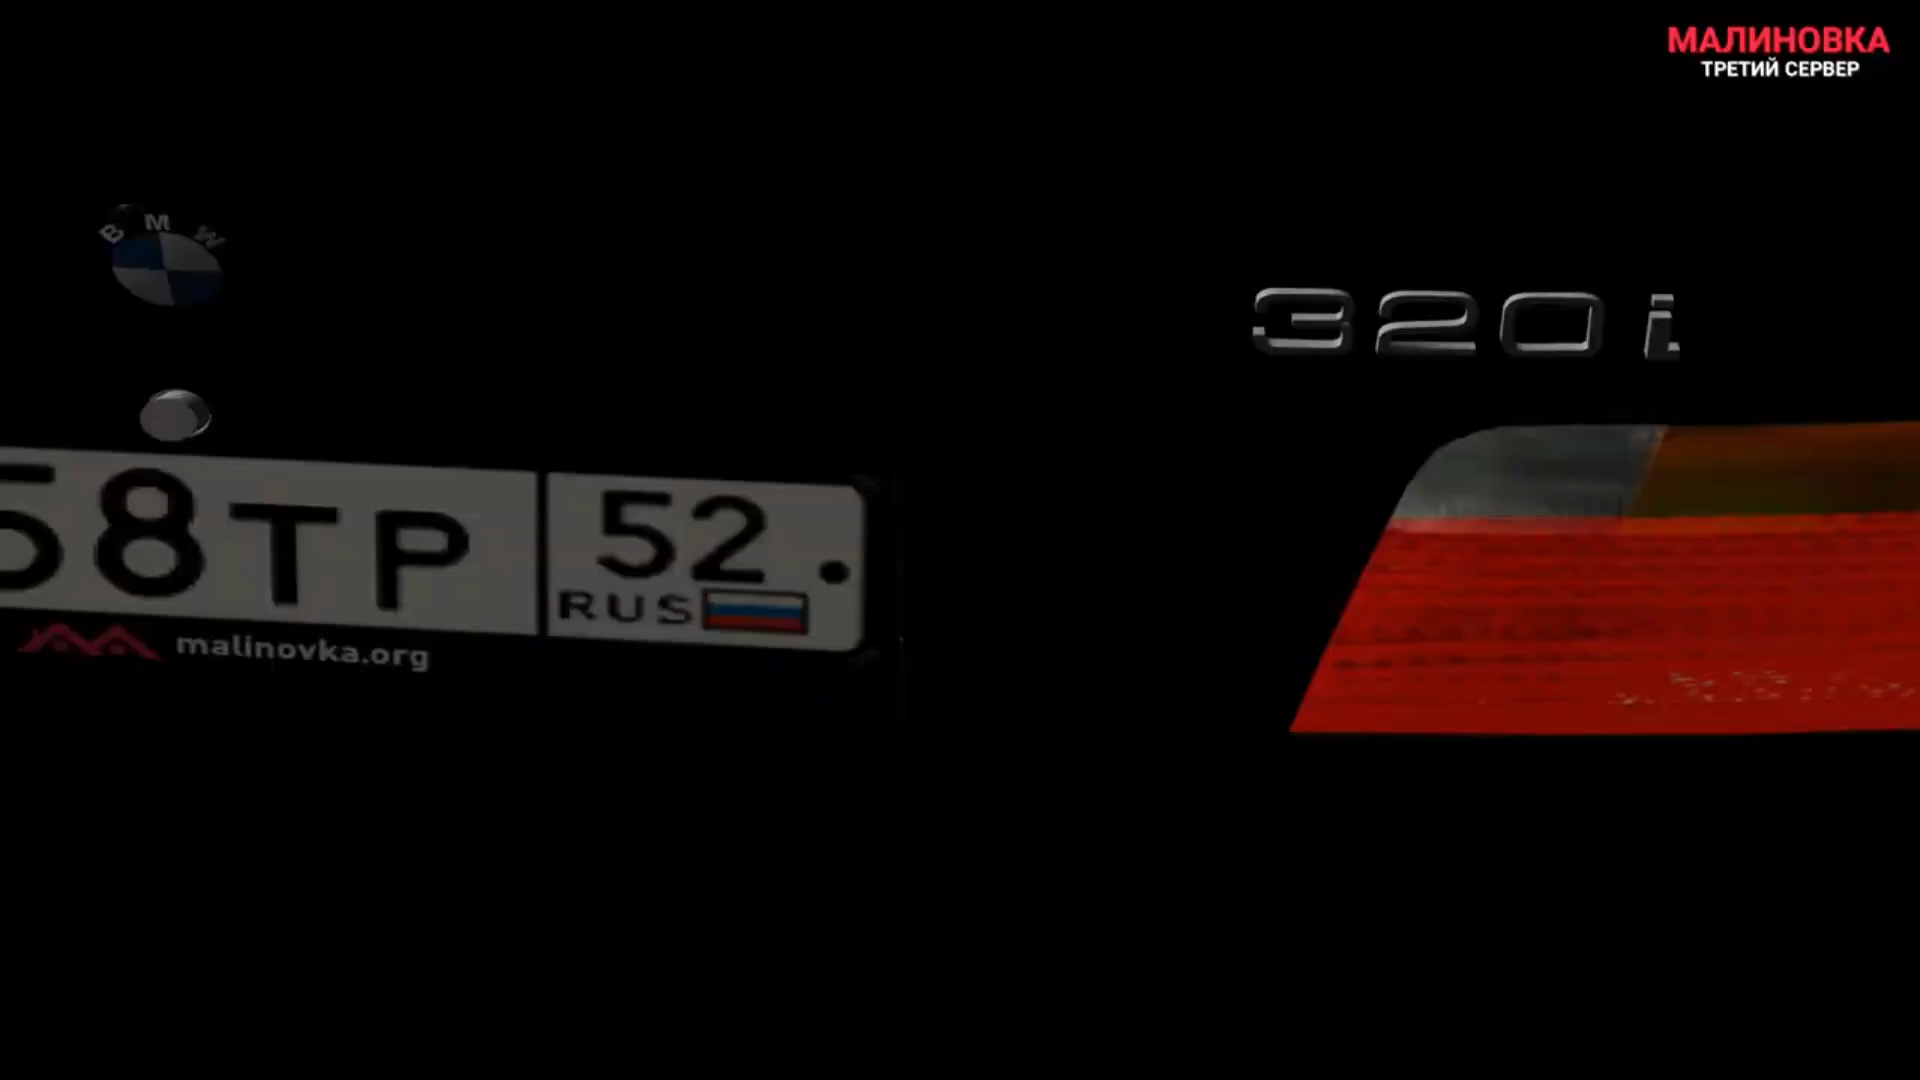 МАЛИНОВКА
ТРЕТИЙ СЕРВЕР
BMW
320i
58ТР 52
RUS
malinovka.org